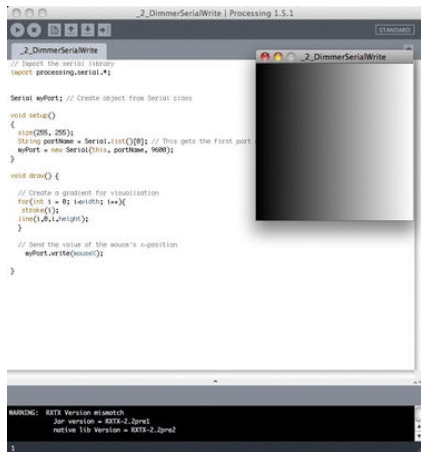 _2_DimmerSerialWrite | Processing 1.5.1
STANDARD
_2_DimmerSerialWrite
// Import the serial library
import processing.serial.*;
Serial myPort; // Create object from Serial class
void setup()
{
size(255, 255);
String portName = Serial.list()[0]; // This gets the first port
myPort = new Serial(this, portName, 9600);
}
void draw() {
// Create a gradient for visualisation
for(int i = 0; i<width; i++){
stroke(i);
line(i,0,i,height);
}
// Send the value of the mouse's x-position
myPort.write(mouseX);
}
_2_DimmerSerialWrite
WARNING: RXTX Version mismatch
Jar version = RXTX-2.2pre1
native lib Version = RXTX-2.2pre2
1